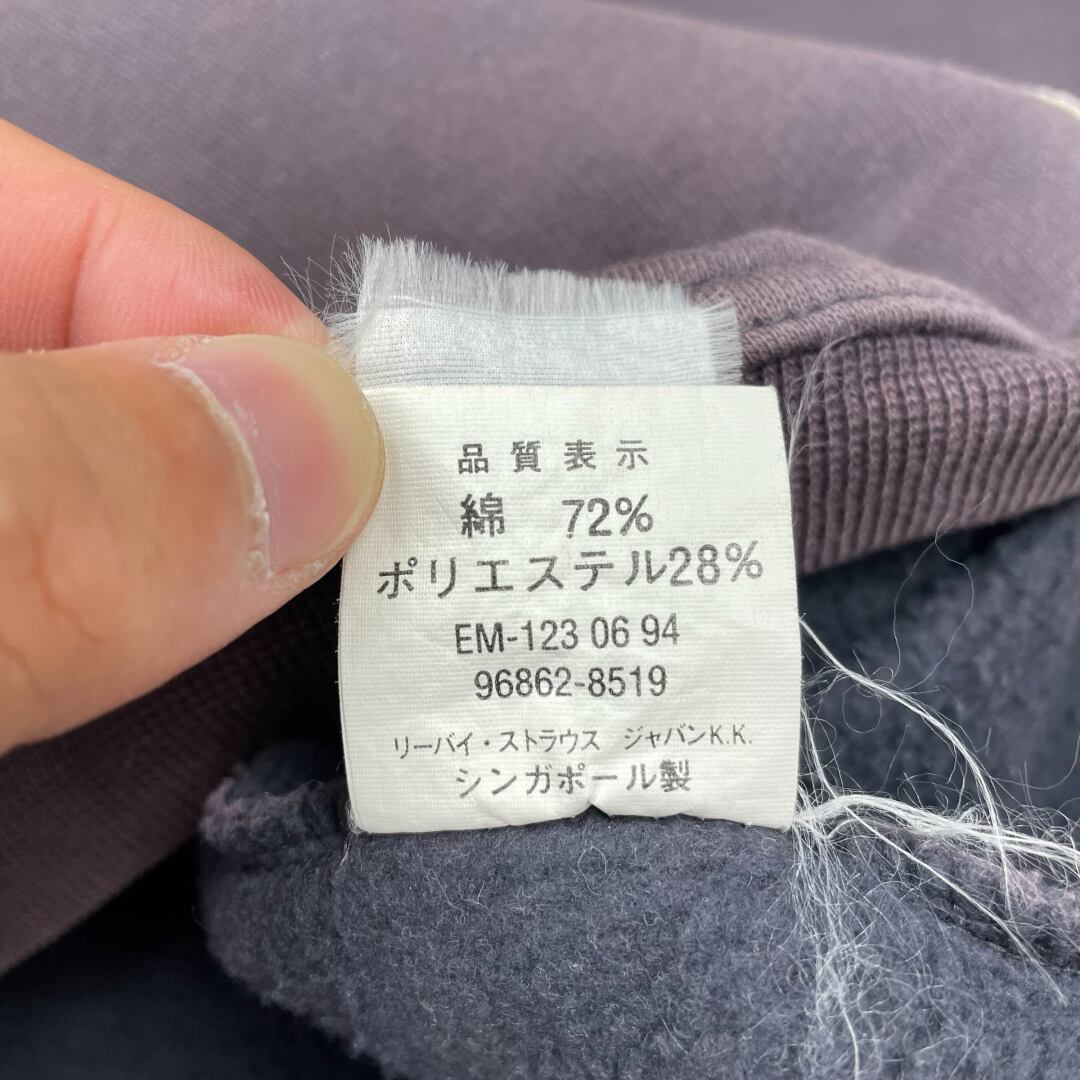 品質表示
綿 72%
ポリエステル28%
EM-123 06 94
96862-8519
リーバイ・ストラウス ジャパンK.K.
シンガポール製